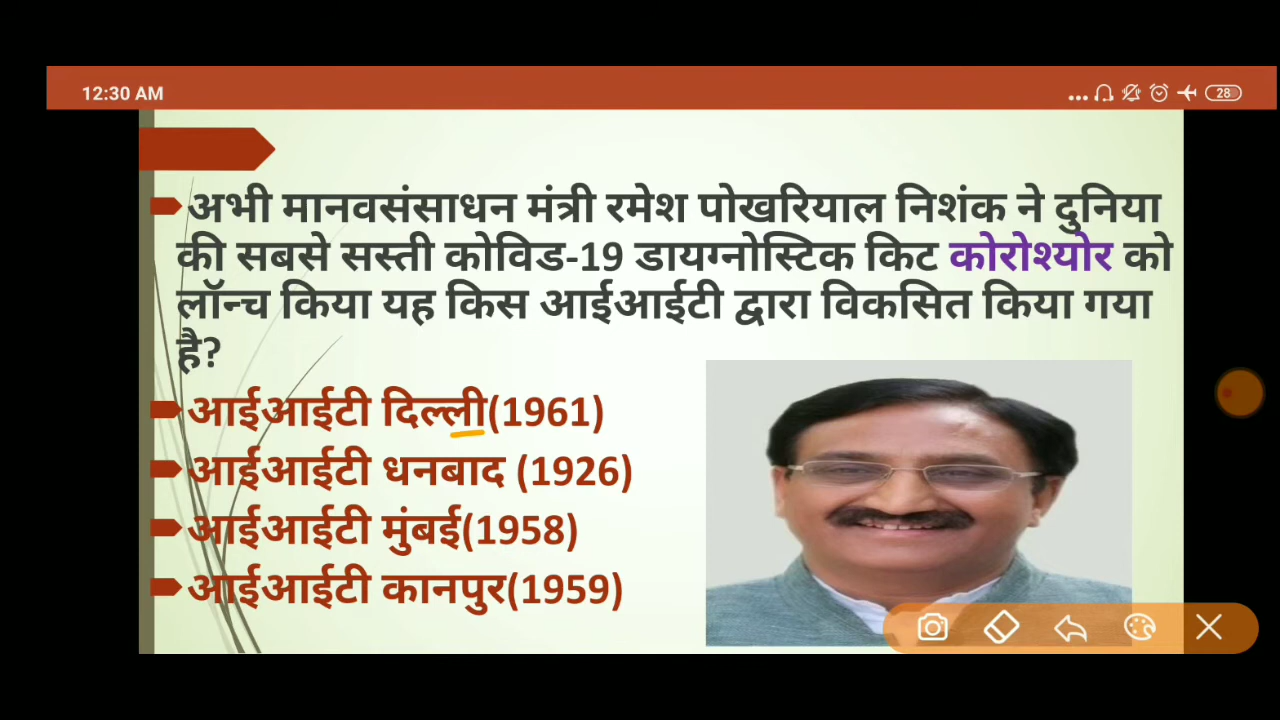 12:30 AM
28
अभी मानवसंसाधन मंत्री रमेश पोखरियाल निशंक ने दुनिया
की सबसे सस्ती कोविड-19 डायग्नोस्टिक किट कोरोश्योर को
लॉन्च किया यह किस आईआईटी द्वारा विकसित किया गया
है?
आईआईटी दिल्ली(1961)
आईआईटी धनबाद (1926)
आईआईटी मुंबई(1958)
आईआईटी कानपुर(1959)